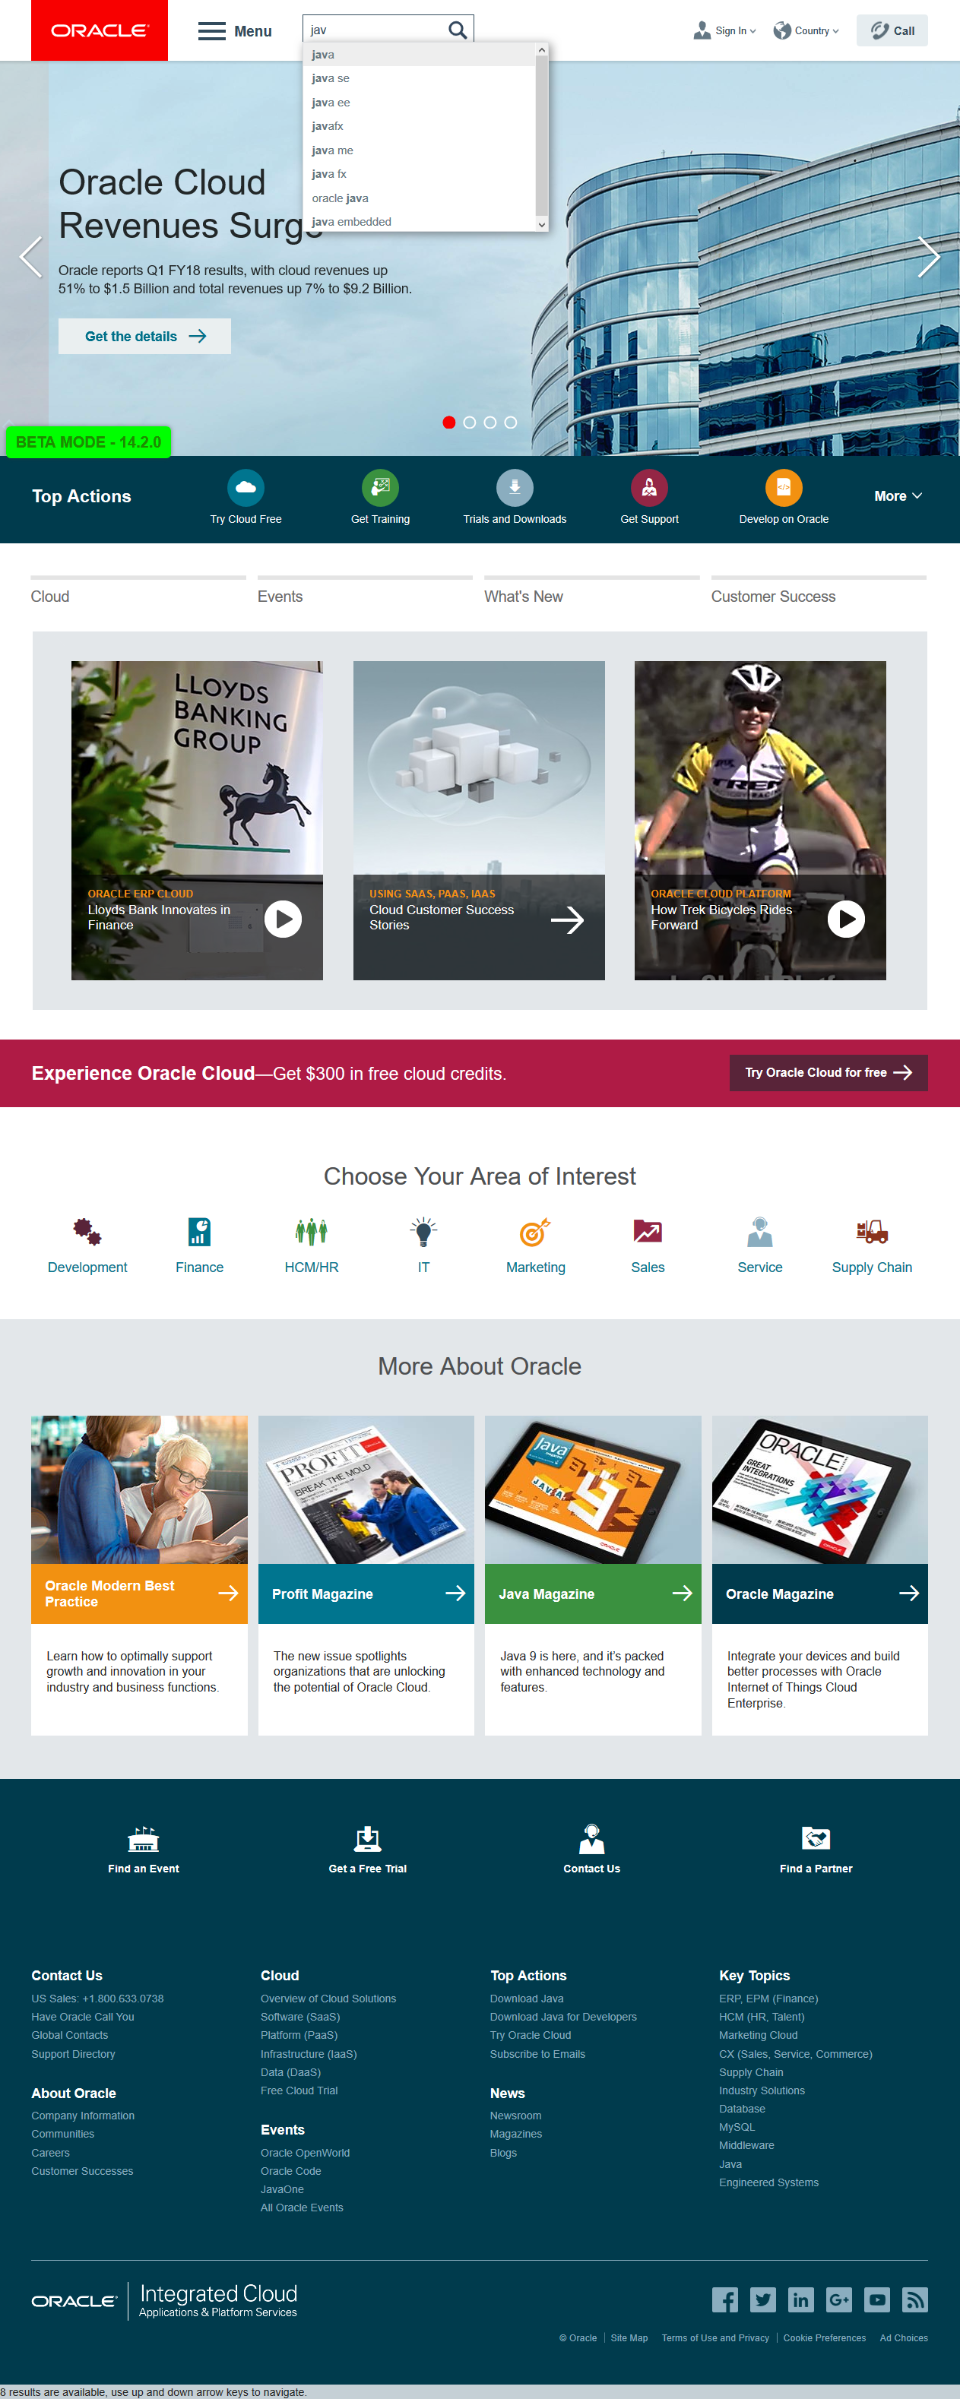 ORACLE
Menu
jav
Sign In
Country
Call
java
java se
java ee
javafx
java me
java fx
oracle java
java embedded
Oracle Cloud
Revenues Surge
Oracle reports Q1 FY18 results, with cloud revenues up
51% to $1.5 Billion and total revenues up 7% to $9.2 Billion.
Get the details
BETA MODE - 14.2.0
Top Actions
Try Cloud Free
Get Training
Trials and Downloads
Get Support
Develop on Oracle
More
Cloud
Events
What's New
Customer Success
LLOYDS
BANKING
GROUP
ORACLE ERP CLOUD
Lloyds Bank Innovates in
Finance
USING SAAS, PAAS, IAAS
Cloud Customer Success
Stories
TREK
20
ORACLE CLOUD PLATFORM
How Trek Bicycles Rides
Forward
Experience Oracle Cloud—Get $300 in free cloud credits.
Try Oracle Cloud for free
Choose Your Area of Interest
Development
Finance
HCM/HR
IT
Marketing
Sales
Service
Supply Chain
More About Oracle
PROFIT
BREAK THE MOLD
java
JAVA
ORACLE
GREAT
INTEGRATIONS
Oracle Modern Best
Practice
Profit Magazine
Java Magazine
Oracle Magazine
Learn how to optimally support
growth and innovation in your
industry and business functions.
The new issue spotlights
organizations that are unlocking
the potential of Oracle Cloud.
Java 9 is here, and it's packed
with enhanced technology and
features.
Integrate your devices and build
better processes with Oracle
Internet of Things Cloud
Enterprise.
Find an Event
Get a Free Trial
Contact Us
Find a Partner
Contact Us
US Sales: +1.800.633.0738
Have Oracle Call You
Global Contacts
Support Directory
About Oracle
Company Information
Communities
Careers
Customer Successes
Cloud
Overview of Cloud Solutions
Software (SaaS)
Platform (PaaS)
Infrastructure (IaaS)
Data (DaaS)
Free Cloud Trial
Events
Oracle OpenWorld
Oracle Code
JavaOne
All Oracle Events
Top Actions
Download Java
Download Java for Developers
Try Oracle Cloud
Subscribe to Emails
News
Newsroom
Magazines
Blogs
Key Topics
ERP, EPM (Finance)
HCM (HR, Talent)
Marketing Cloud
CX (Sales, Service, Commerce)
Supply Chain
Industry Solutions
Database
MySQL
Middleware
Java
Engineered Systems
ORACLE
Integrated Cloud
Applications & Platform Services
© Oracle
Site Map
Terms of Use and Privacy
Cookie Preferences
Ad Choices
8 results are available, use up and down arrow keys to navigate.